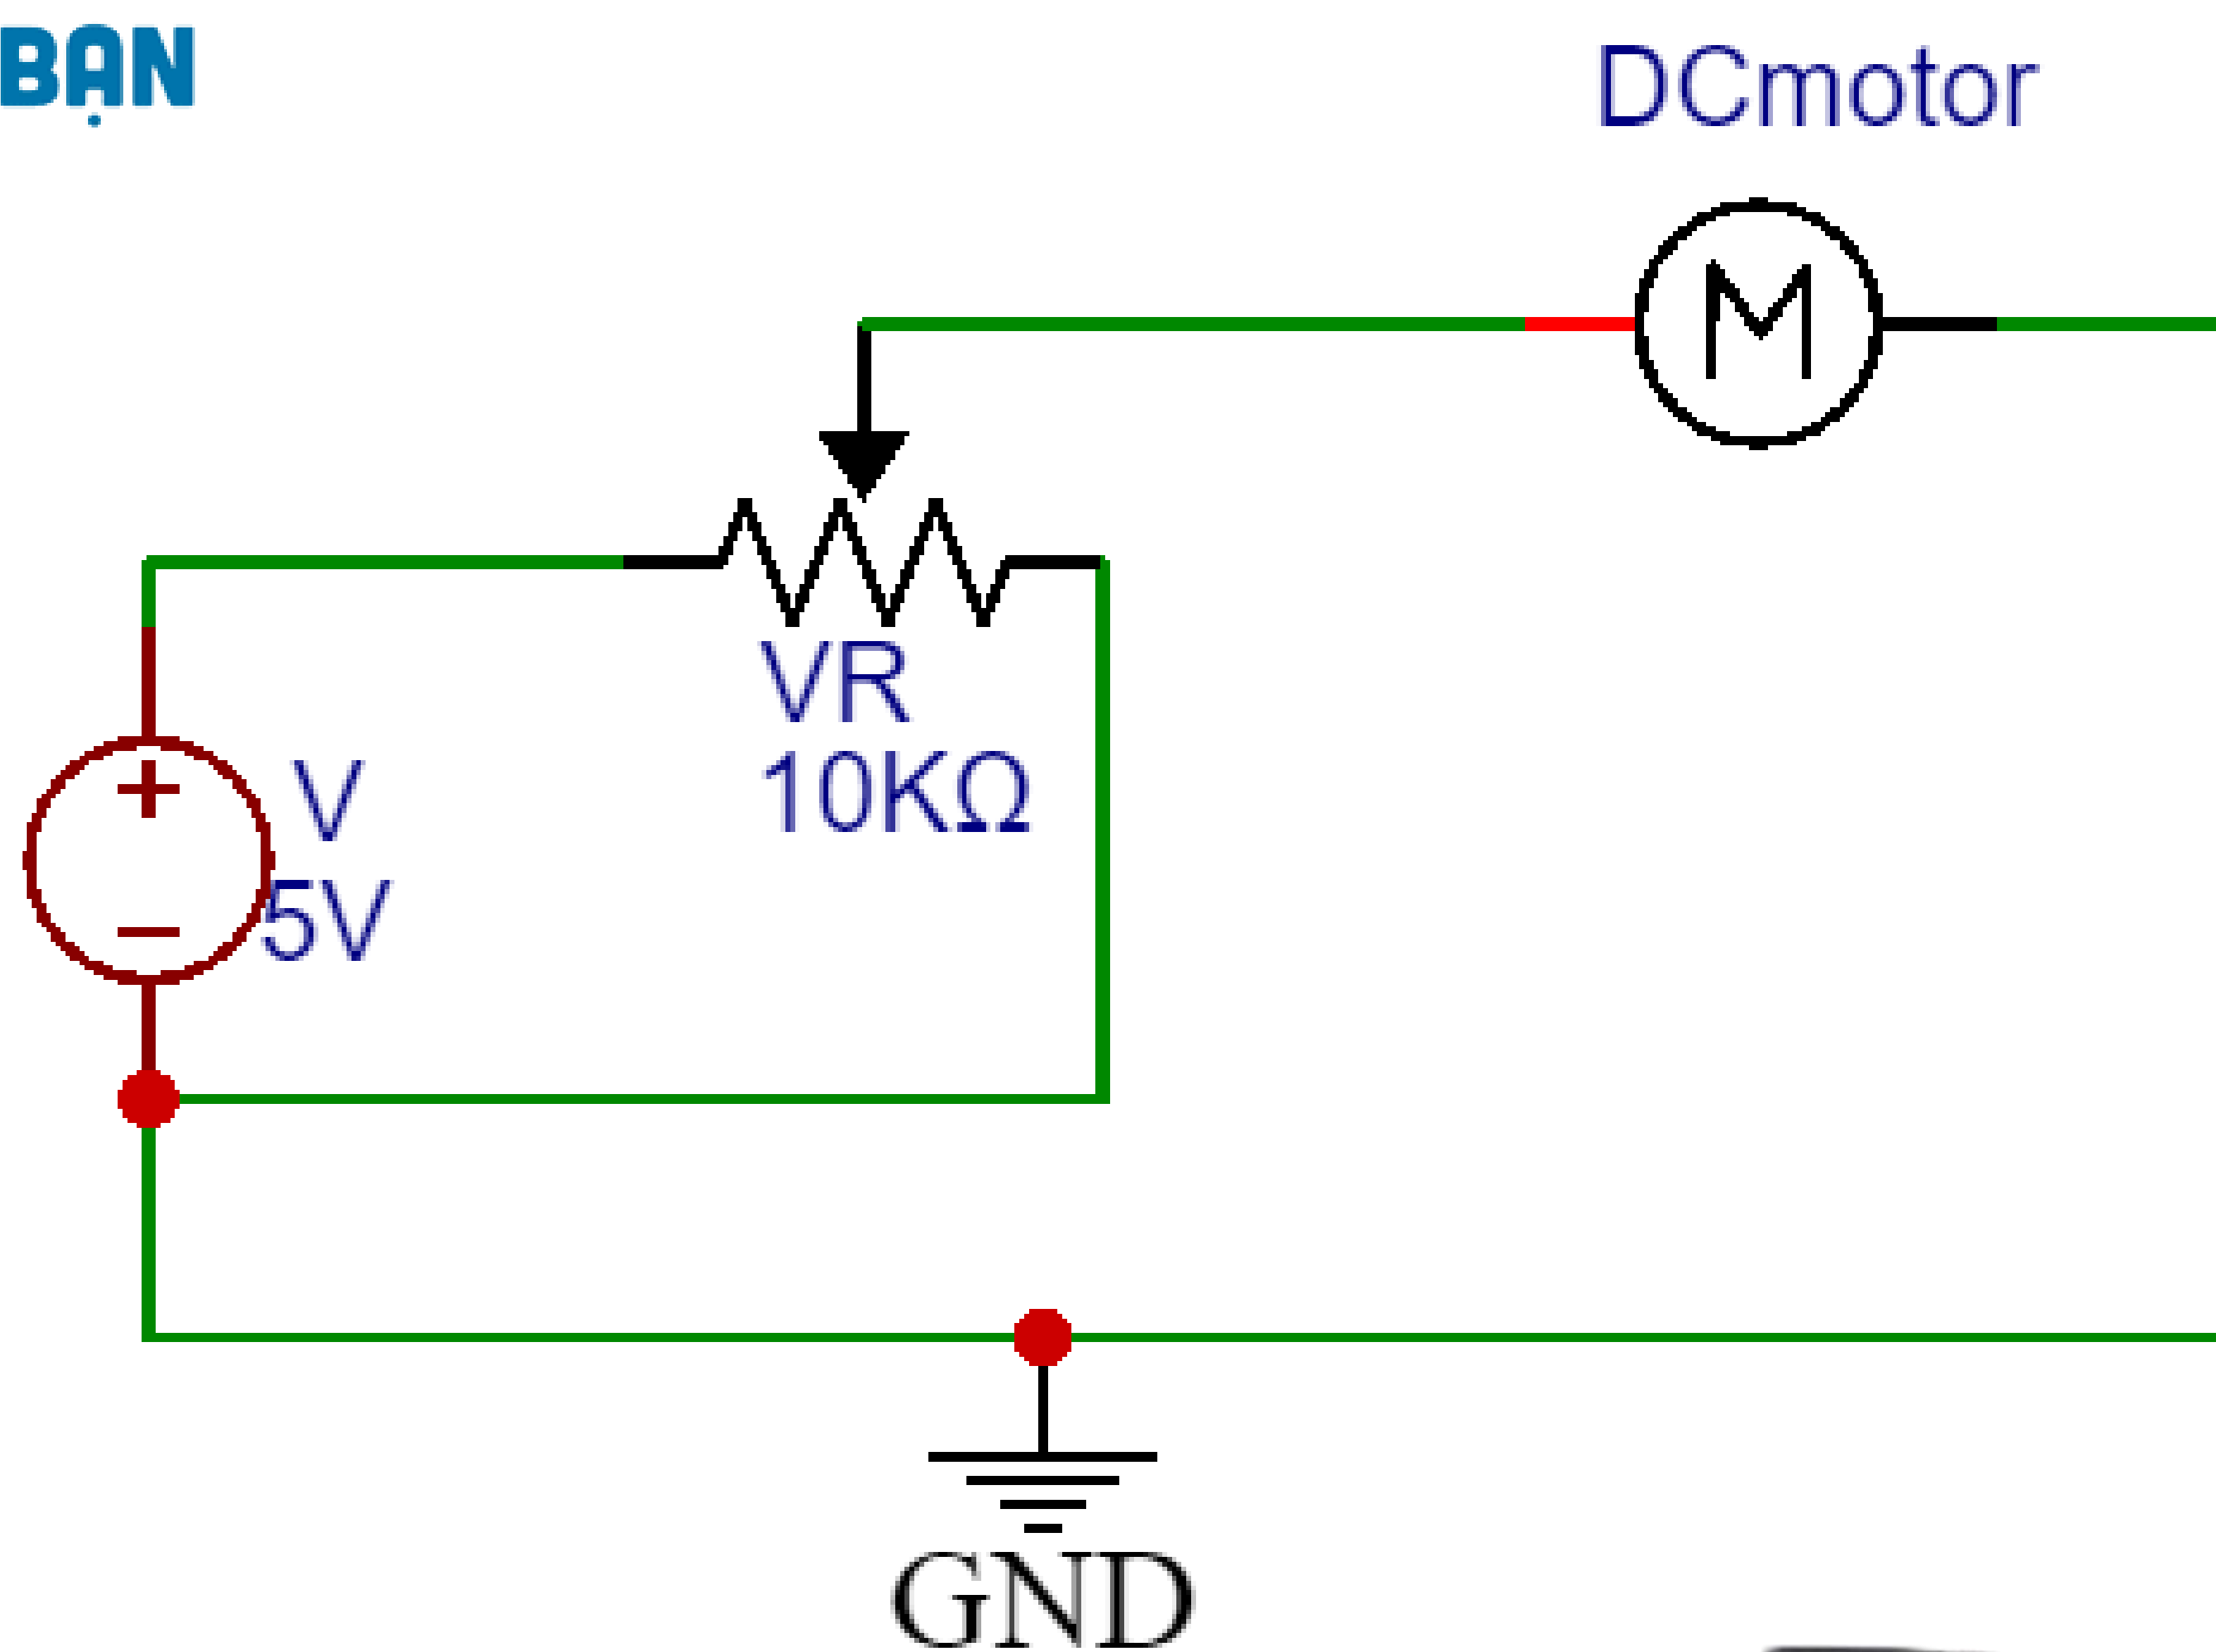 BẠN
DCmotor
M
VR
10KΩ
V
5V
GND